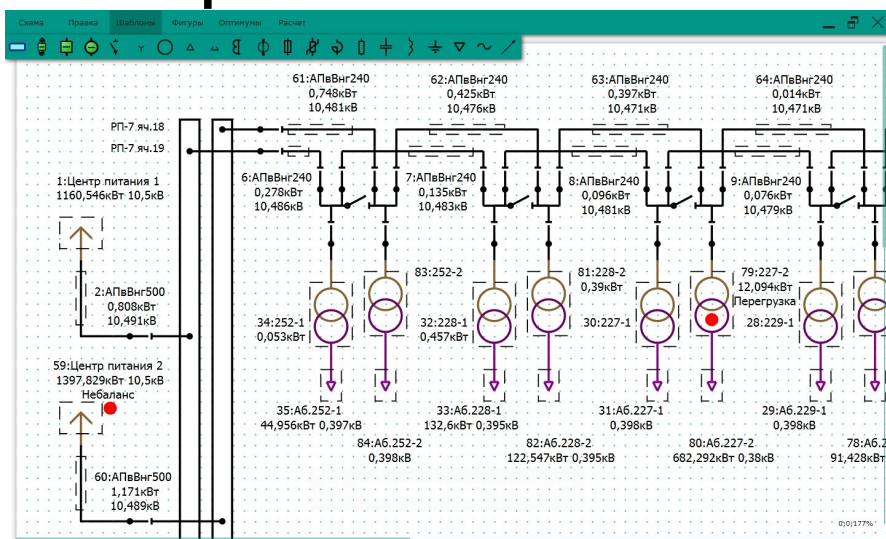 Схема Правка Шаблоны Фигуры Оптимумы Расчет
61:АПвВнг240
0,748кВт
10,481кВ
62:АПвВнг240
0,425кВт
10,476кВ
63:АПвВнг240
0,397кВт
10,471кВ
64:АПвВнг240
0,014кВт
10,471кВ
РП-7 яч.18
РП-7 яч.19
1:Центр питания 1
1160,546кВт 10,5кВ
6:АПвВнг240
0,278кВт
10,486кВ
7:АПвВнг240
0,135кВт
10,483кВ
8:АПвВнг240
0,096кВт
10,481кВ
9:АПвВнг240
0,076кВт
10,479кВ
2:АПвВнг500
0,808кВт
10,491кВ
83:252-2
81:228-2
0,39кВт
79:227-2
12,094кВт
Перегрузка
34:252-1
0,053кВт
32:228-1
0,457кВт
30:227-1
28:229-1
59:Центр питания 2
1397,829кВт 10,5кВ
Небаланс
35:Аб.252-1
44,956кВт 0,397кВ
33:Аб.228-1
132,6кВт 0,395кВ
31:Аб.227-1
0,398кВ
29:Аб.229-1
0,398кВ
84:Аб.252-2
0,398кВ
82:Аб.228-2
122,547кВт 0,395кВ
80:Аб.227-2
682,292кВт 0,38кВ
78:Аб.2
91,428кВт
60:АПвВнг500
1,171кВт
10,489кВ
0;0;177%